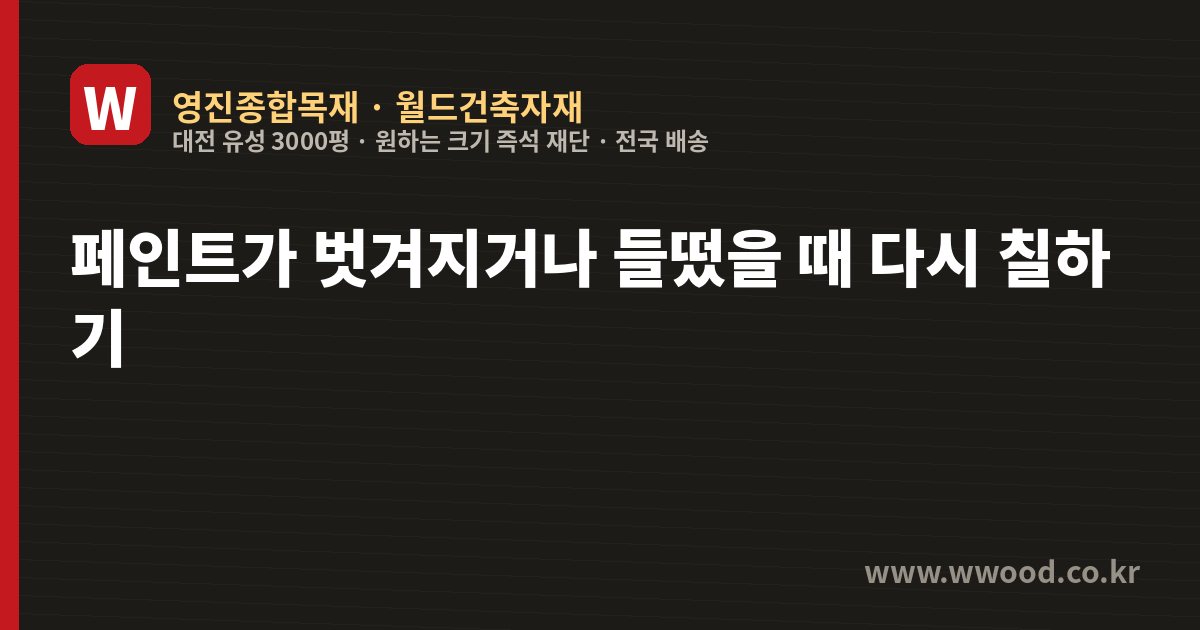 W
영진종합목재 · 월드건축자재
대전 유성 3000평 · 원하는 크기 즉석 재단 · 전국 배송
페인트가 벗겨지거나 들떴을 때 다시 칠하
기
www.wwood.co.kr